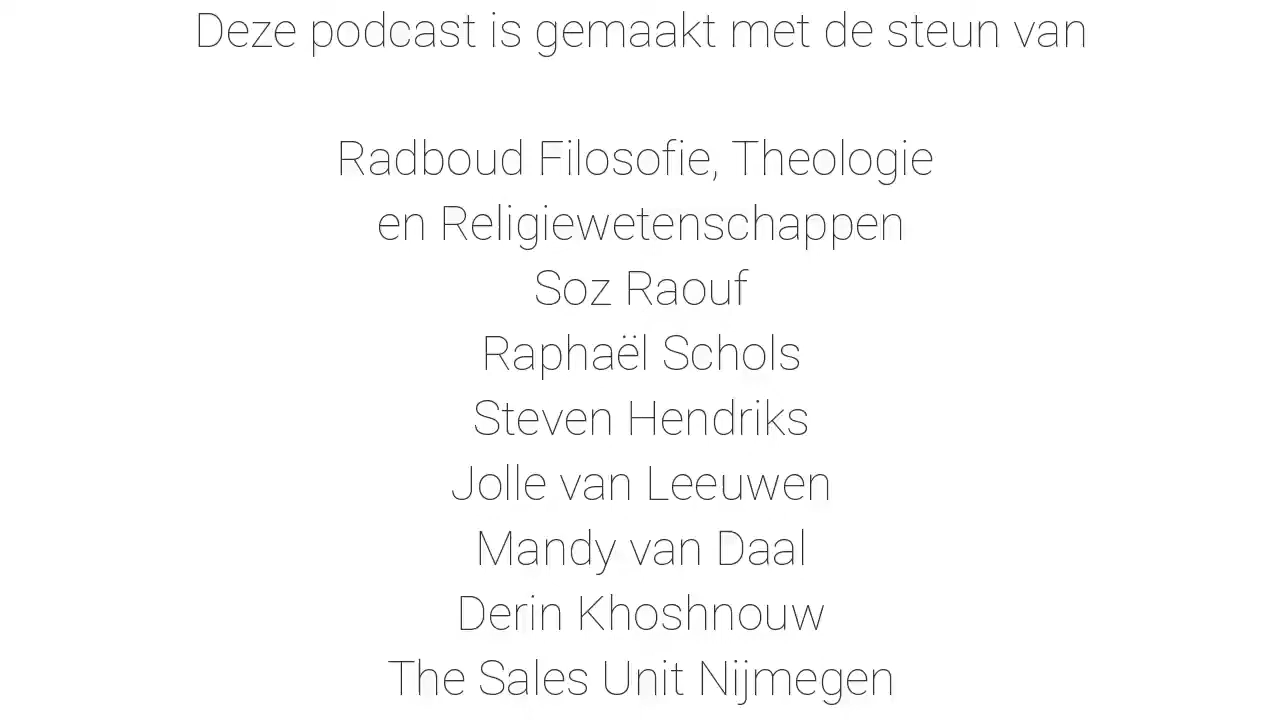 Deze podcast is gemaakt met de steun van
Radboud Filosofie, Theologie
en Religiewetenschappen
Soz Raouf
Raphaël Schols
Steven Hendriks
Jolle van Leeuwen
Mandy van Daal
Derin Khoshnouw
The Sales Unit Nijmegen